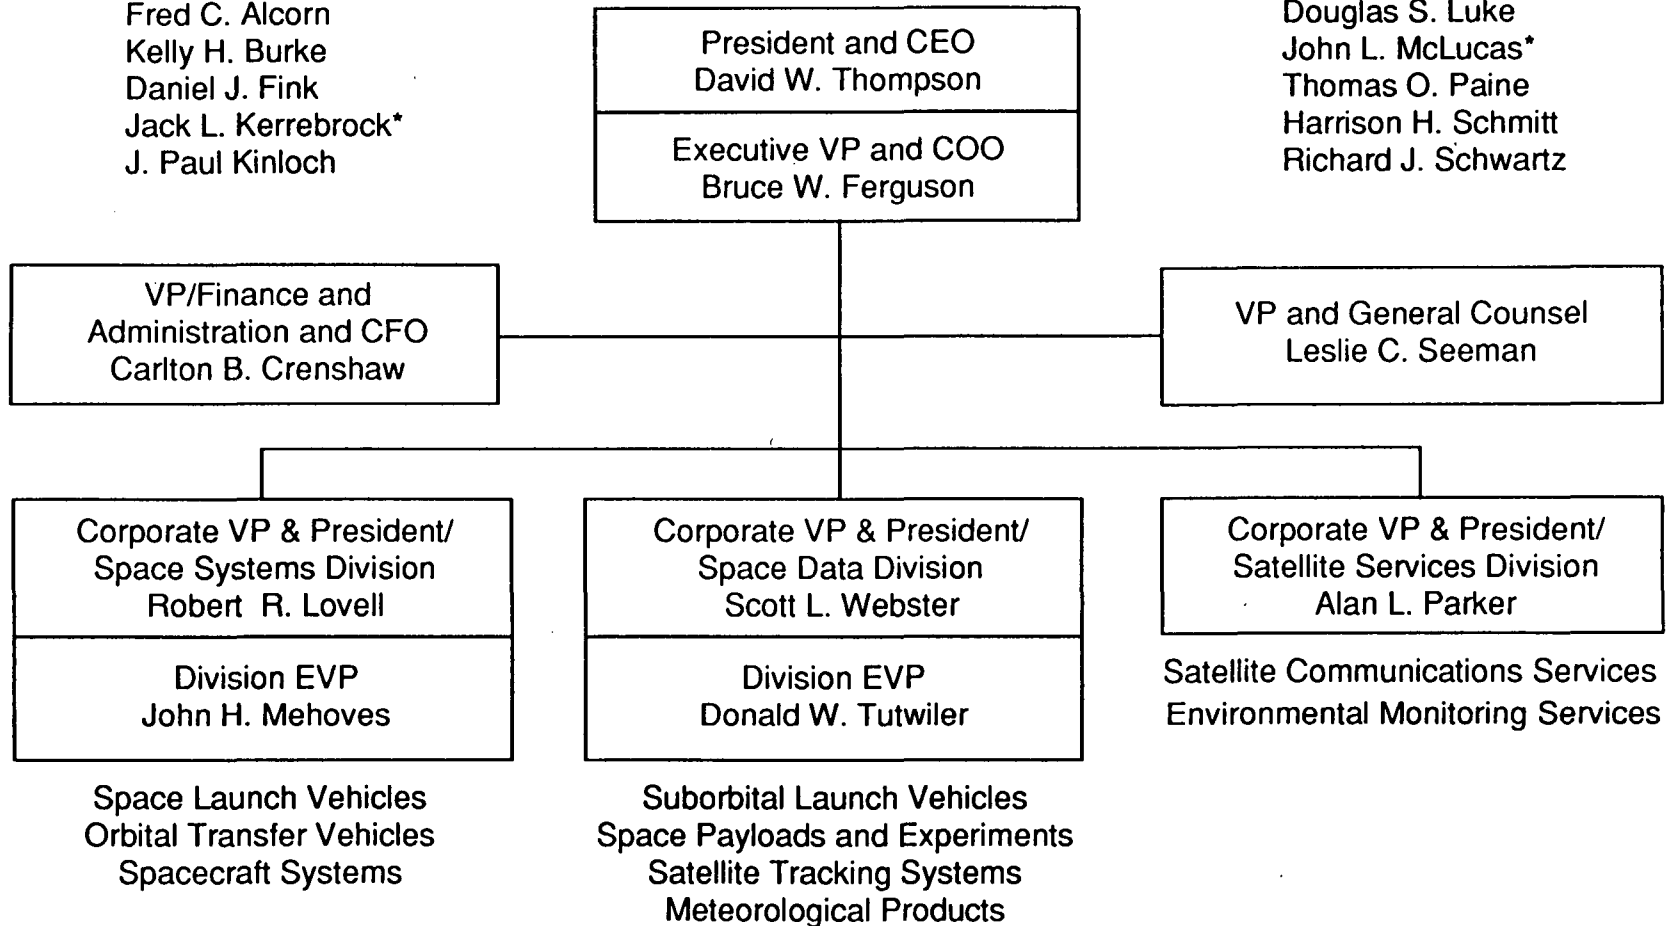 Fred C. Alcorn
Kelly H. Burke
Daniel J. Fink
Jack L. Kerrebrock*
J. Paul Kinloch
President and CEO
David W. Thompson
Executive VP and COO
Bruce W. Ferguson
Douglas S. Luke
John L. McLucas*
Thomas O. Paine
Harrison H. Schmitt
Richard J. Schwartz
VP/Finance and
Administration and CFO
Carlton B. Crenshaw
VP and General Counsel
Leslie C. Seeman
Corporate VP & President/
Space Systems Division
Robert R. Lovell
Division EVP
John H. Mehoves
Space Launch Vehicles
Orbital Transfer Vehicles
Spacecraft Systems
Corporate VP & President/
Space Data Division
Scott L. Webster
Division EVP
Donald W. Tutwiler
Suborbital Launch Vehicles
Space Payloads and Experiments
Satellite Tracking Systems
Meteorological Products
Corporate VP & President/
Satellite Services Division
Alan L. Parker
Satellite Communications Services
Environmental Monitoring Services